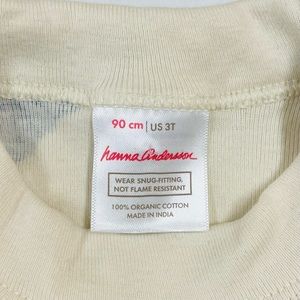 90 cm | US 3T
hanna andersson
WEAR SNUG-FITTING,
NOT FLAME RESISTANT
100% ORGANIC COTTON
MADE IN INDIA